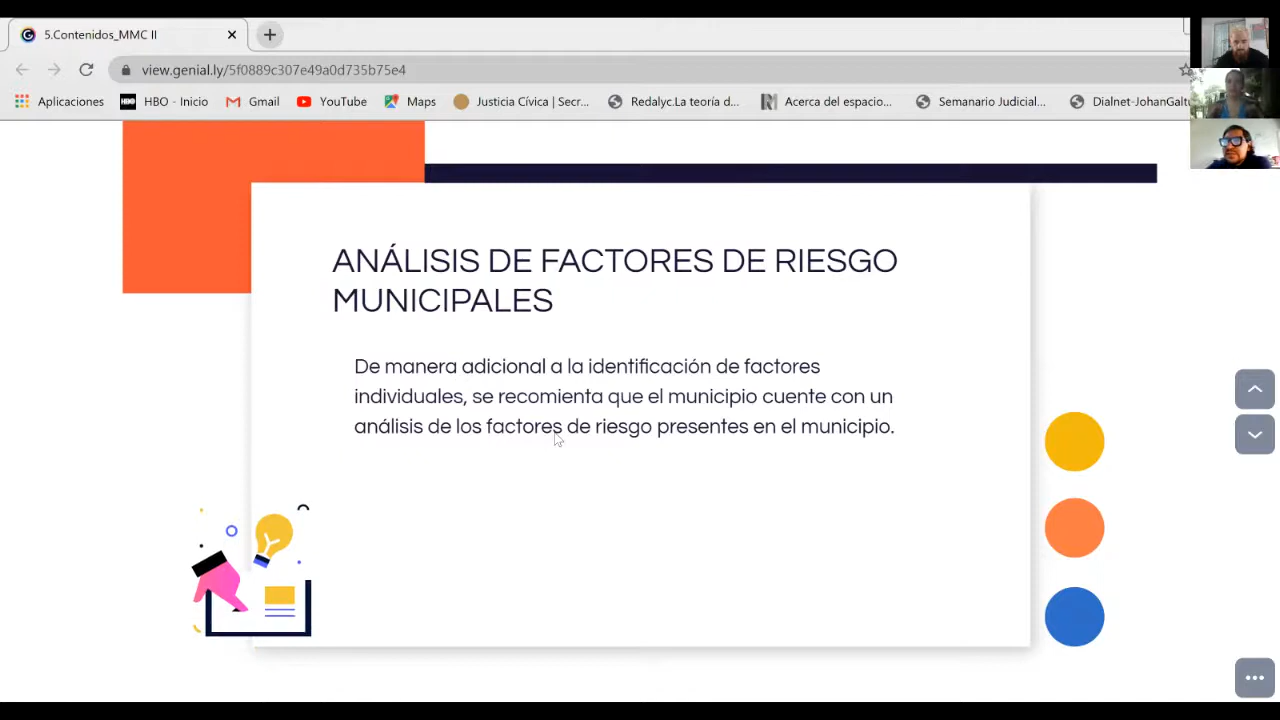 5.Contenidos_MMC II
view.genial.ly/5f0889c307e49a0d735b75e4
Aplicaciones
HBO - Inicio
Gmail
YouTube
Maps
Justicia Cívica | Secr...
Redalyc.La teoría d...
Acerca del espacio...
Semanario Judicial...
Dialnet-JohanGaltu
ANÁLISIS DE FACTORES DE RIESGO
MUNICIPALES
De manera adicional a la identificación de factores
individuales, se recomienta que el municipio cuente con un
análisis de los factores de riesgo presentes en el municipio.